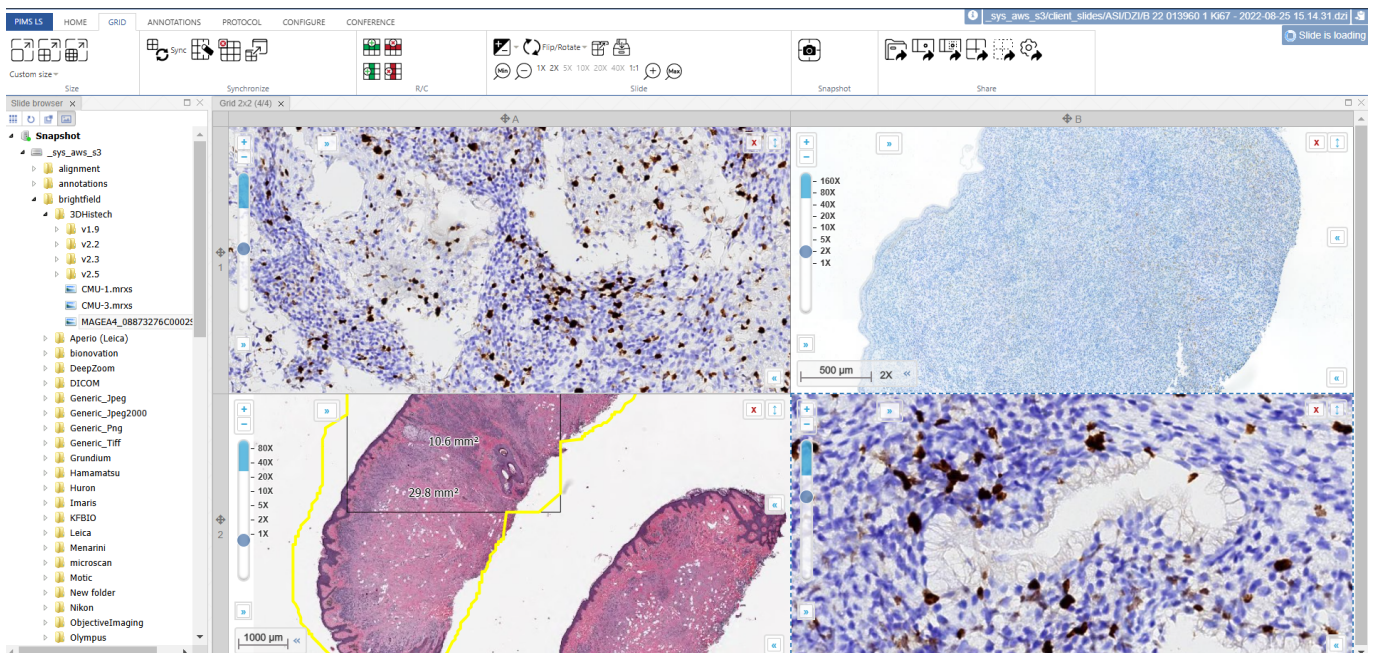 PIMS LS HOME GRID ANNOTATIONS PROTOCOL CONFIGURE CONFERENCE
_sys_aws_s3/client_slides/ASI/DZI/B 22 013960 1 Ki67 - 2022-08-25 15.14.31.dzi
Slide is loading
Sync
Flip/Rotate
Custom size
Min 1X 2X 5X 10X 20X 40X 1:1 Max
Size Synchronize R/C Slide Snapshot Share
Slide browser x
Grid 2x2 (4/4) x
A B
1
2
Snapshot
_sys_aws_s3
alignment
annotations
brightfield
3DHistech
v1.9
v2.2
v2.3
v2.5
CMU-1.mrxs
CMU-3.mrxs
MAGEA4_08873276C00029
Aperio (Leica)
bionovation
DeepZoom
DICOM
Generic_Jpeg
Generic_Jpeg2000
Generic_Png
Generic_Tiff
Grundium
Hamamatsu
Huron
Imaris
KFBIO
Leica
Menarini
microscan
Motic
New folder
Nikon
ObjectiveImaging
Olympus
X
X
160X
80X
40X
20X
10X
5X
2X
1X
500 µm 2X
X
80X
40X
20X
10X
5X
2X
1X
10.6 mm²
29.8 mm²
1000 µm
X